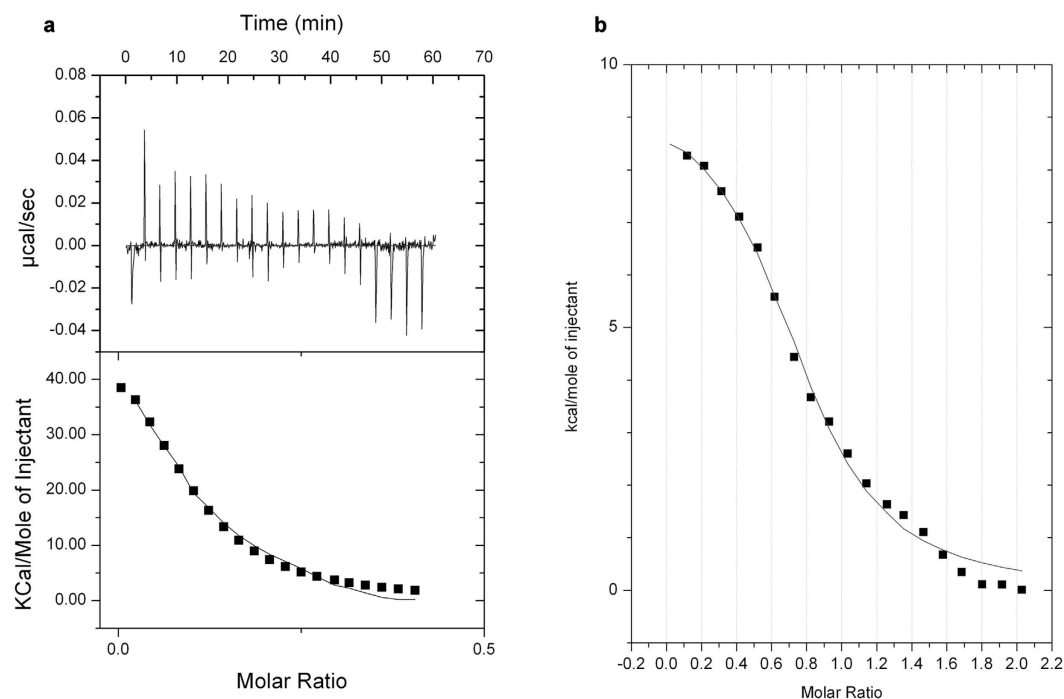 a
Time (min)
0 10 20 30 40 50 60 70
0.08
0.06
0.04
0.02
0.00
-0.02
-0.04
µcal/sec
40.00
30.00
20.00
10.00
0.00
KCal/Mole of Injectant
0.0 0.5
Molar Ratio
b
10
5
0
kcal/mole of injectant
-0.2 0.0 0.2 0.4 0.6 0.8 1.0 1.2 1.4 1.6 1.8 2.0 2.2
Molar Ratio